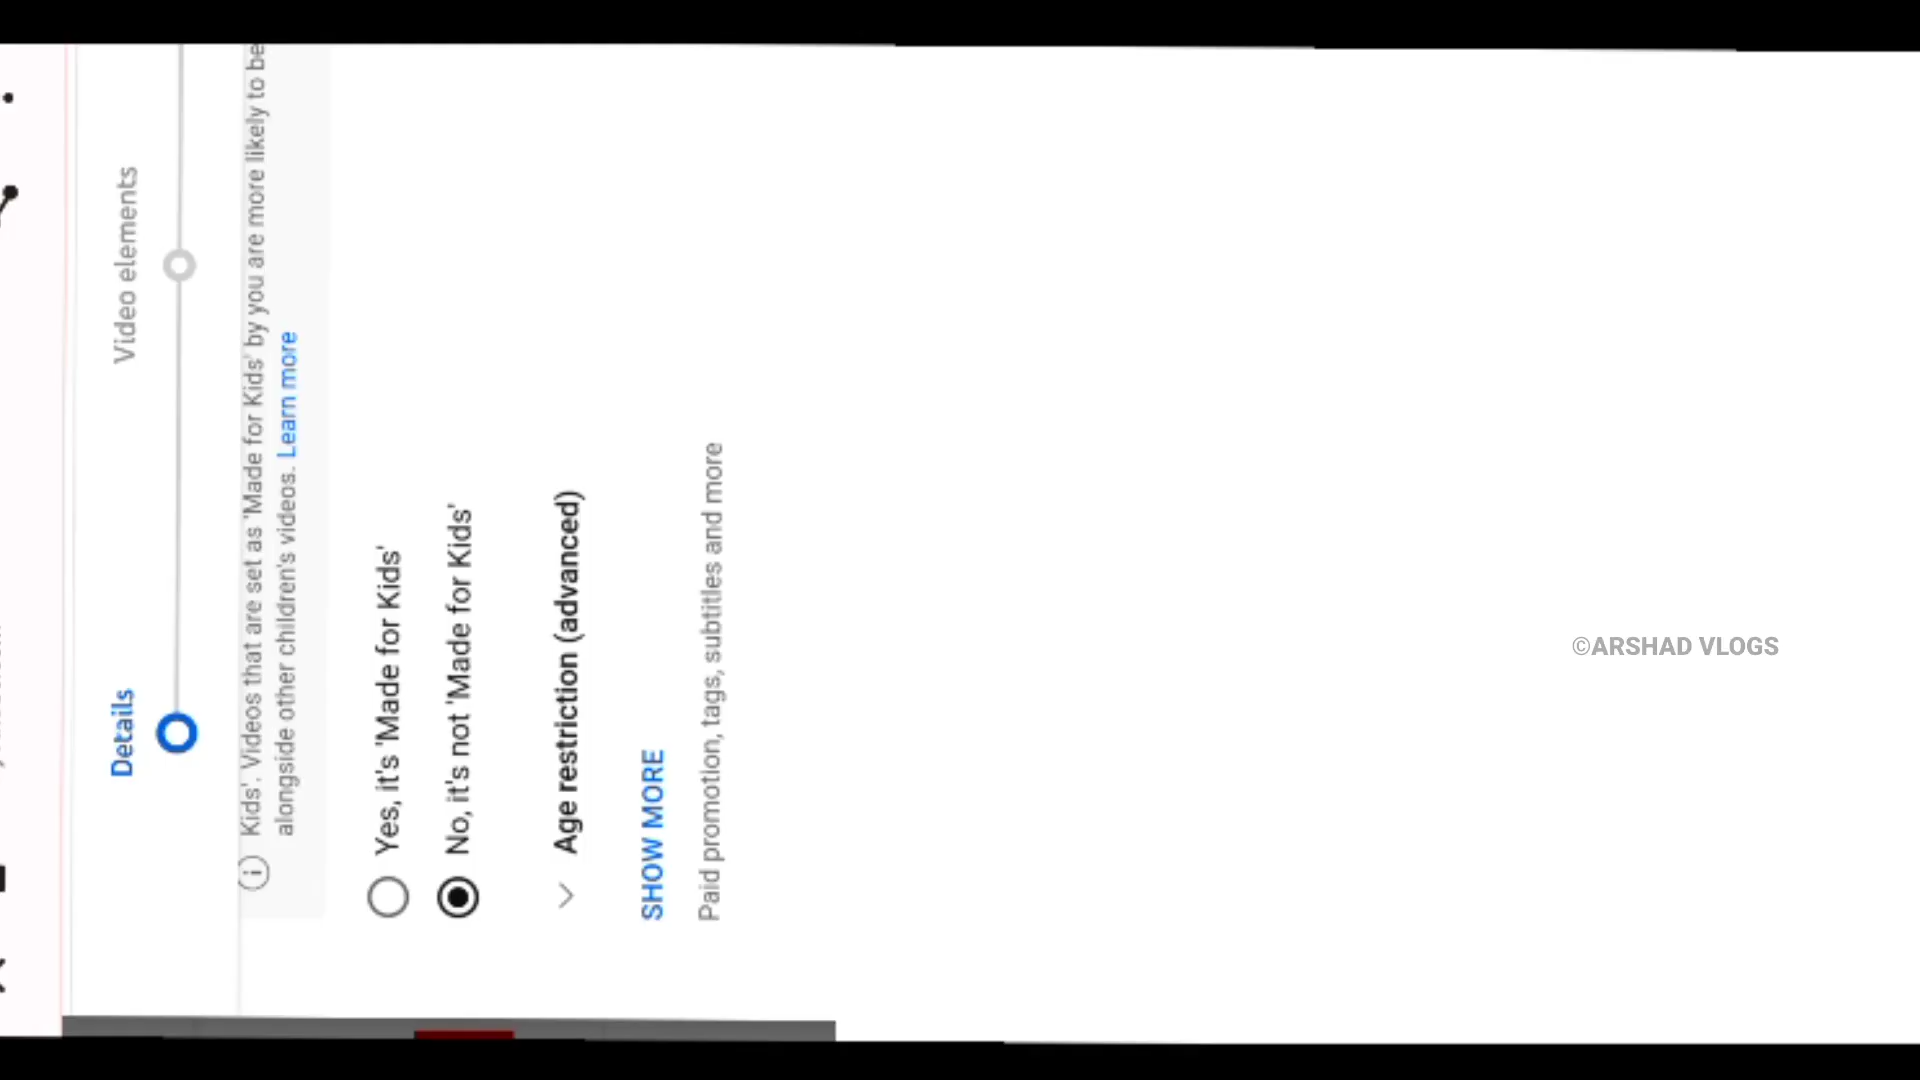 Details
Video elements
Kids'. Videos that are set as 'Made for Kids' by you are more likely to be
alongside other children's videos. Learn more
Yes, it's 'Made for Kids'
No, it's not 'Made for Kids'
Age restriction (advanced)
SHOW MORE
Paid promotion, tags, subtitles and more
©ARSHAD VLOGS